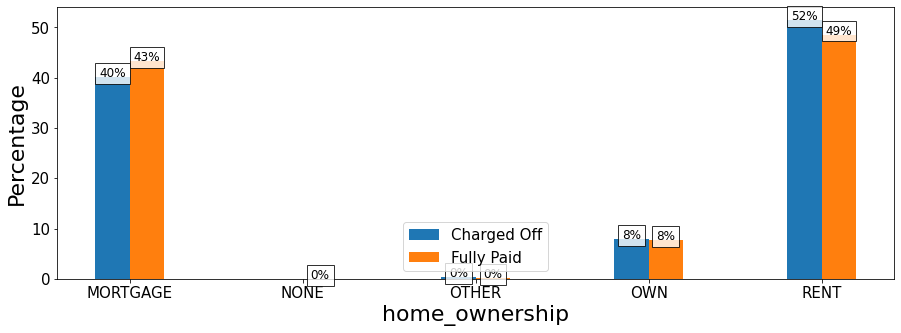 Percentage
50
40
30
20
10
0
40%
43%
0%
0%
0%
8%
8%
52%
49%
Charged Off
Fully Paid
MORTGAGE
NONE
OTHER
OWN
RENT
home_ownership